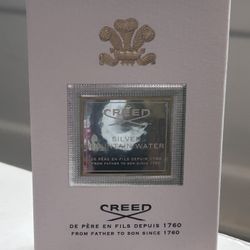 CREED
SILVER
MOUNTAIN WATER
DE PÈRE EN FILS DEPUIS 1760
FROM FATHER TO SON SINCE 1760
CREED
DE PÈRE EN FILS DEPUIS 1760
FROM FATHER TO SON SINCE 1760